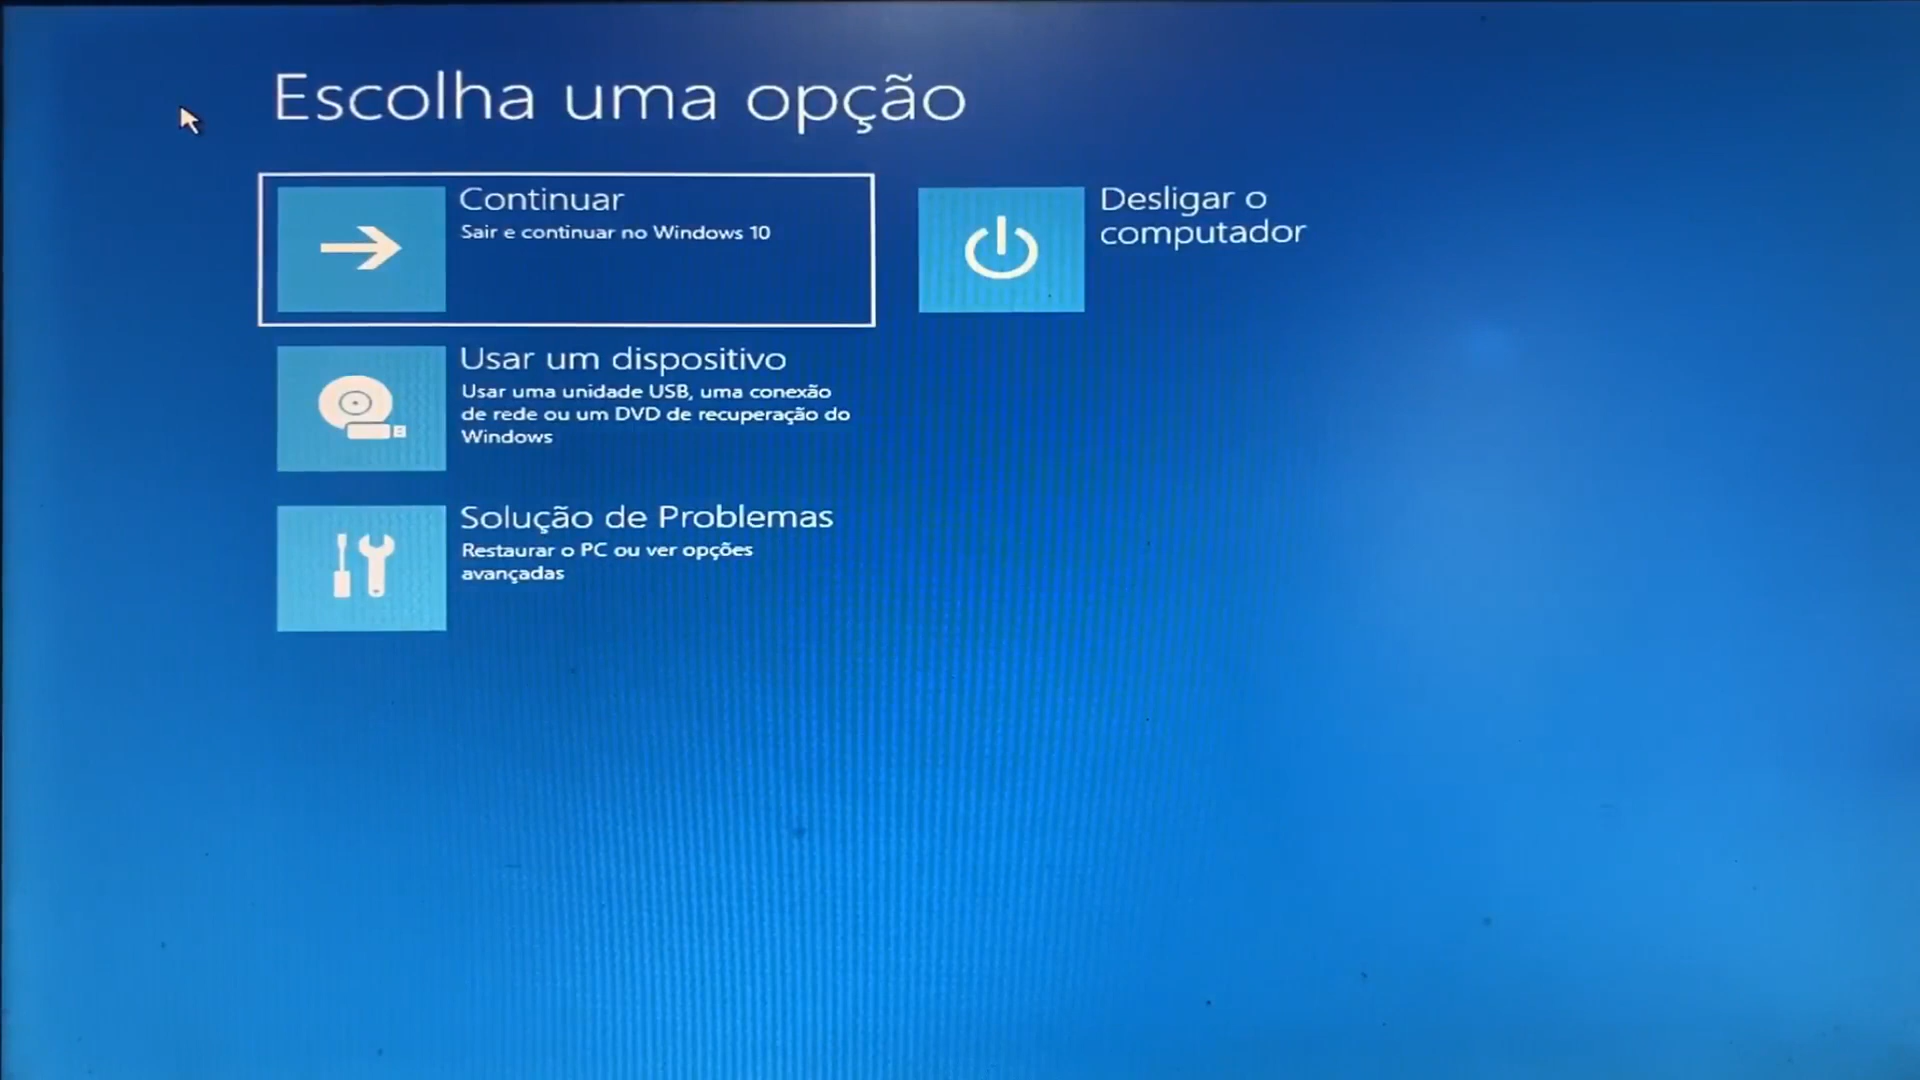 Escolha uma opção
Continuar
Sair e continuar no Windows 10
Desligar o
computador
Usar um dispositivo
Usar uma unidade USB, uma conexão
de rede ou um DVD de recuperação do
Windows
Solução de Problemas
Restaurar o PC ou ver opções
avançadas